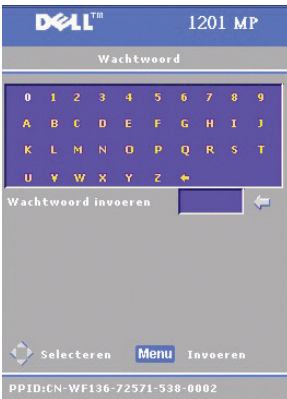 DELL™ 1201 MP
Wachtwoord
0 1 2 3 4 5 6 7 8 9
A B C D E F G H I J
K L M N O P Q R S T
U V W X Y Z ←
Wachtwoord invoeren
Selecteren Menu Invoeren
PPID:CN-WF136-72571-538-0002